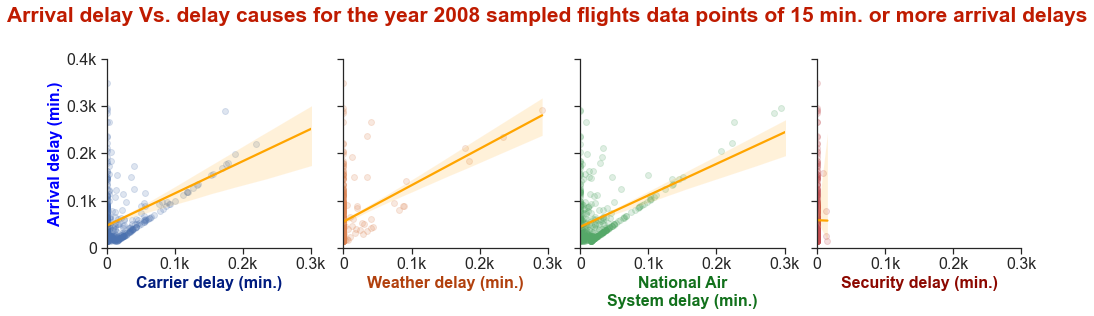 Arrival delay Vs. delay causes for the year 2008 sampled flights data points of 15 min. or more arrival delays
Arrival delay (min.)
0.4k
0.3k
0.2k
0.1k
0
0 0.1k 0.2k 0.3k
Carrier delay (min.)
0 0.1k 0.2k 0.3k
Weather delay (min.)
0 0.1k 0.2k 0.3k
National Air
System delay (min.)
0 0.1k 0.2k 0.3k
Security delay (min.)